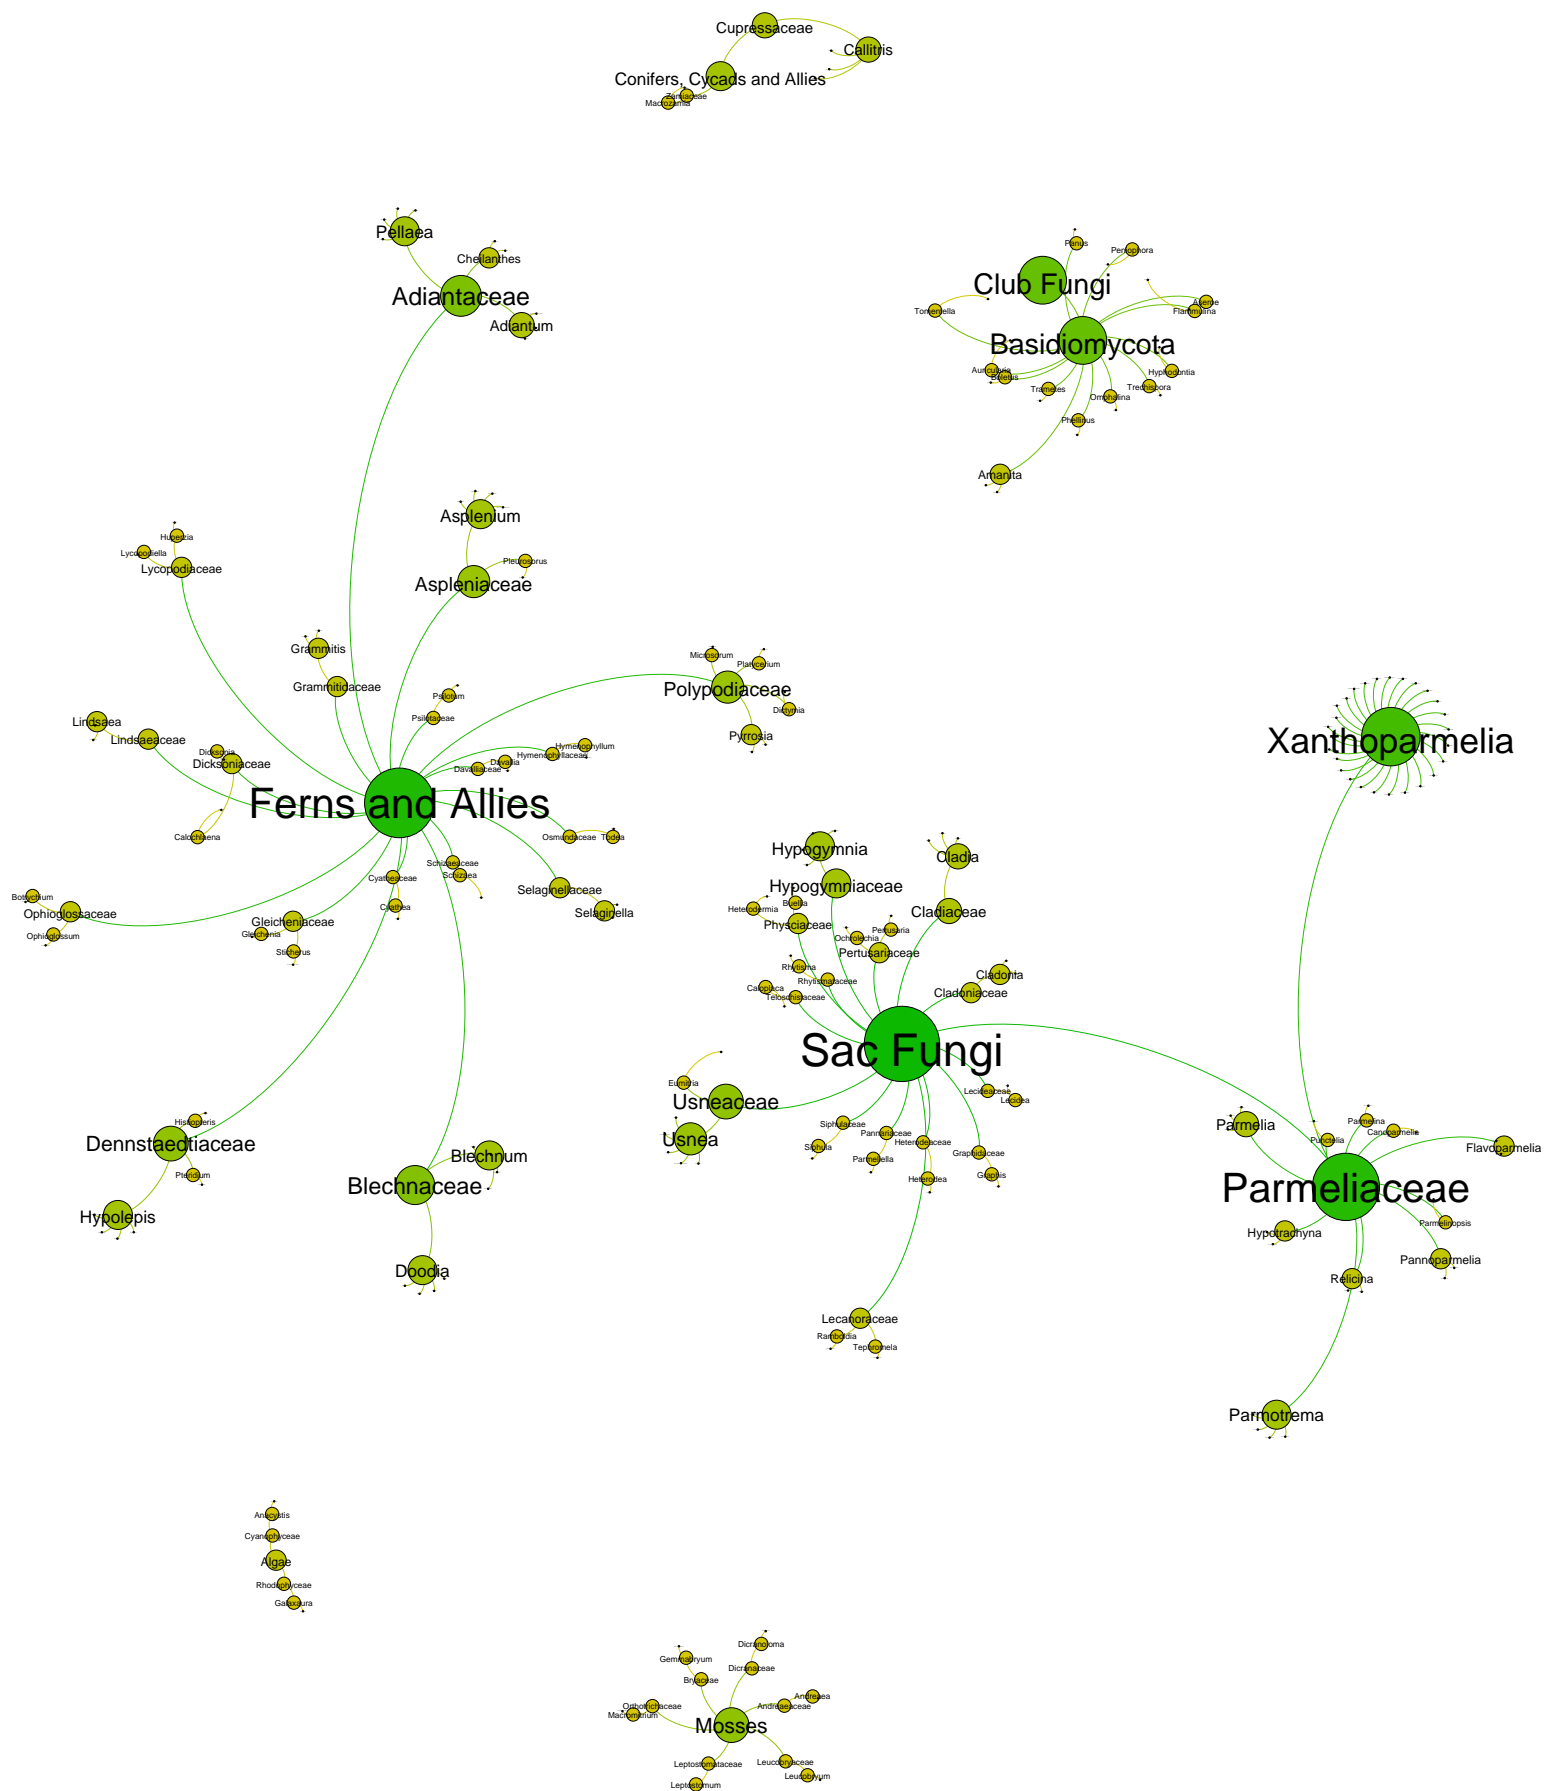 Cupressaceae
Callitris
Conifers, Cycads and Allies
Zamiaceae
Macrozamia
Pellaea
Cheilanthes
Adiantaceae
Adiantum
Panus
Peniophora
Club Fungi
Aseroe
Tomentella
Flammulina
Basidiomycota
Auricularia
Boletus
Hyphodontia
Trametes
Trechispora
Omphalina
Phellinus
Amanita
Asplenium
Huperzia
Lycopodiella
Lycopodiaceae
Pleurosorus
Aspleniaceae
Grammitis
Grammitidaceae
Microsorum
Platycerium
Polypodiaceae
Psilotum
Psilotaceae
Dictymia
Pyrrosia
Lindsaea
Lindsaeaceae
Dicksonia
Dicksoniaceae
Hymenophyllum
Hymenophyllaceae
Davallia
Davalliaceae
Xanthoparmelia
Ferns and Allies
Calochlaena
Osmundaceae
Todea
Schizaeaceae
Schizaea
Cyatheaceae
Selaginellaceae
Selaginella
Cyathea
Botrychium
Ophioglossaceae
Ophioglossum
Gleicheniaceae
Gleichenia
Sticherus
Hypogymnia
Cladia
Hypogymniaceae
Buellia
Heterodermia
Cladiaceae
Physciaceae
Pertusaria
Ochrolechia
Pertusariaceae
Rhytisma
Rhytismataceae
Cladonia
Caloplaca
Teloschistaceae
Cladoniaceae
Sac Fungi
Eumitria
Usneaceae
Lecideaceae
Lecidea
Usnea
Siphulaceae
Siphula
Pannariaceae
Parmeliella
Heterodeaceae
Heterodea
Graphidaceae
Graphis
Histiopteris
Dennstaedtiaceae
Pteridium
Hypolepis
Blechnum
Blechnaceae
Doodia
Parmelia
Parmelina
Canoparmelia
Punctelia
Flavoparmelia
Parmeliaceae
Parmelinopsis
Hypotrachyna
Pannoparmelia
Relicina
Lecanoraceae
Ramboldia
Tephromela
Parmotrema
Anacystis
Cyanophyceae
Algae
Rhodophyceae
Galaxaura
Dicranoloma
Gemmabryum
Dicranaceae
Bryaceae
Andreaea
Orthotrichaceae
Andreaeaceae
Macromitrium
Mosses
Leptostomataceae
Leucobryaceae
Leucobryum
Leptostomum